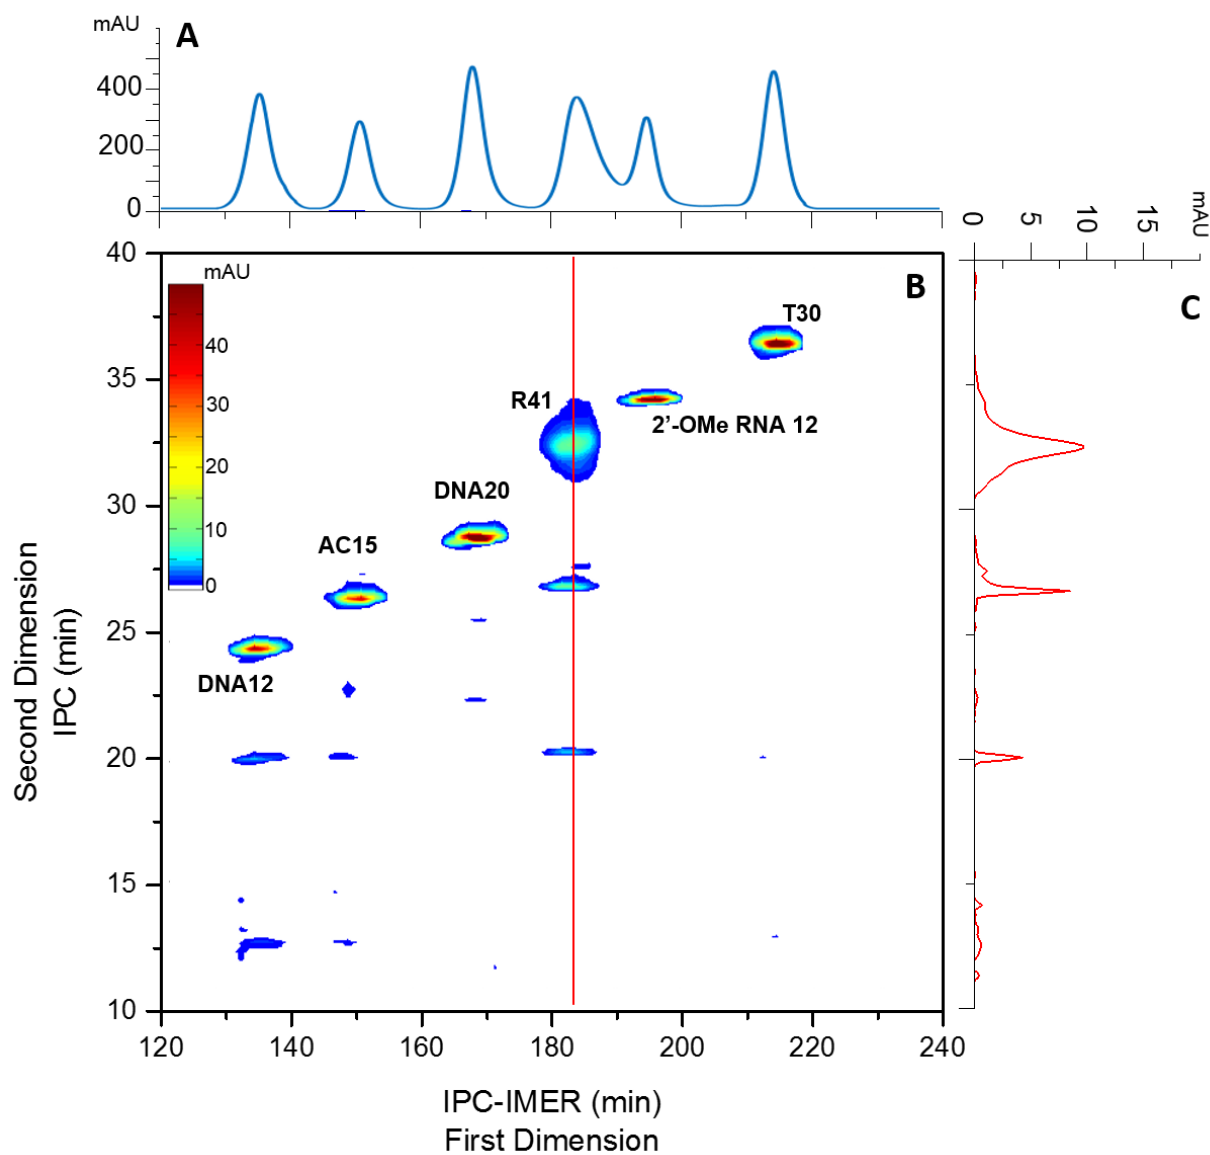 mAU
A
400
200
0
0 5 10 15
mAU
40
mAU
B
C
T30
40
35
R41
30
2'-OMe RNA 12
20
DNA20
30
10
AC15
0
25
DNA12
20
15
10
120 140 160 180 200 220 240
Second Dimension
IPC (min)
IPC-IMER (min)
First Dimension